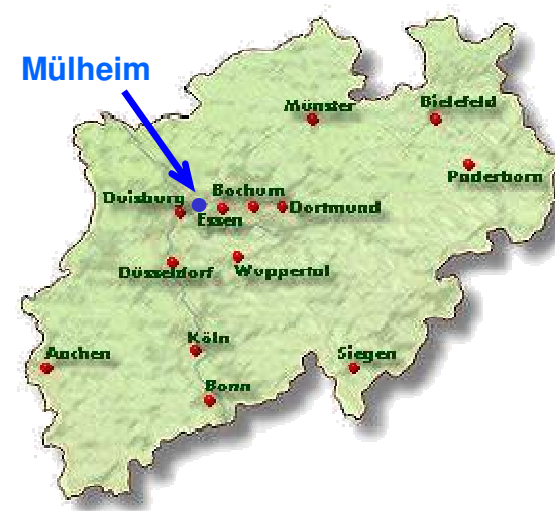 Mülheim
Münster
Bielefeld
Paderborn
Bochum
Duisburg
Dortmund
Essen
Düsseldorf
Wuppertal
Köln
Aachen
Siegen
Bonn